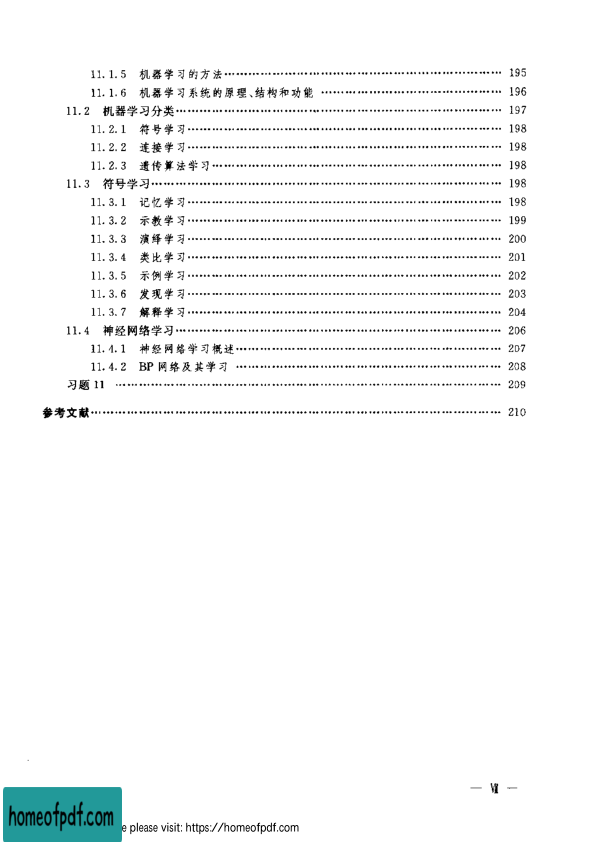 11.1.5 机器学习的方法 …… 195
11.1.6 机器学习系统的原理、结构和功能 …… 196
11.2 机器学习分类 …… 197
11.2.1 符号学习 …… 198
11.2.2 连接学习 …… 198
11.2.3 遗传算法学习 …… 198
11.3 符号学习 …… 198
11.3.1 记忆学习 …… 198
11.3.2 示教学习 …… 199
11.3.3 演绎学习 …… 200
11.3.4 类比学习 …… 201
11.3.5 示例学习 …… 202
11.3.6 发现学习 …… 203
11.3.7 解释学习 …… 204
11.4 神经网络学习 …… 206
11.4.1 神经网络学习概述 …… 207
11.4.2 BP 网络及其学习 …… 208
习题 11 …… 209
参考文献 …… 210
— Ⅶ —
homeofpdf.com
e please visit: https://homeofpdf.com